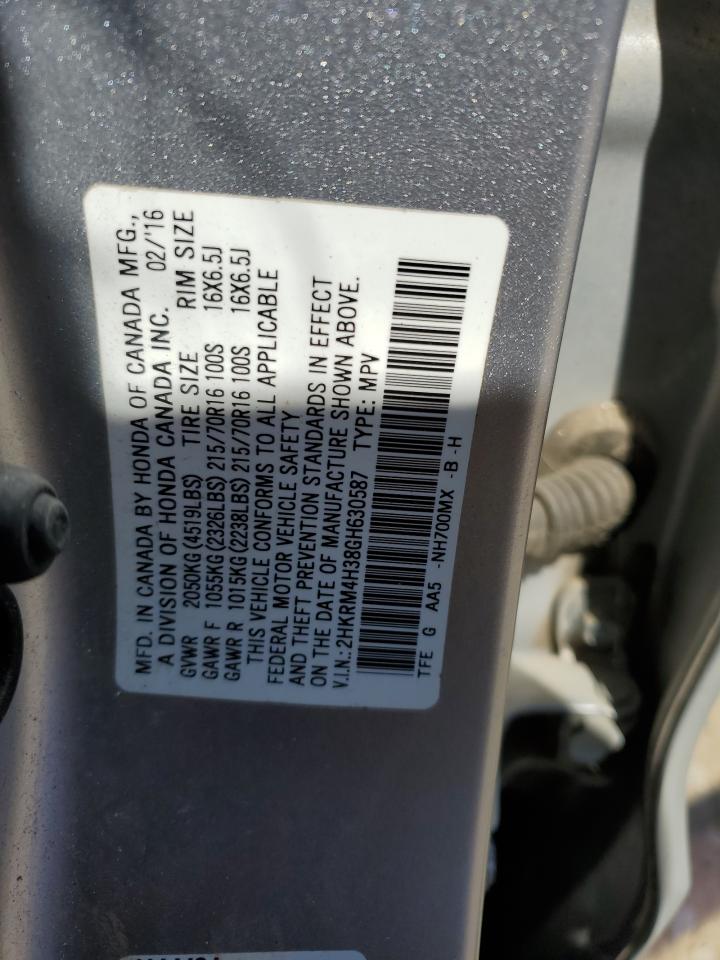 MFD. IN CANADA BY HONDA OF CANADA MFG.,
A DIVISION OF HONDA CANADA INC. 02/'16
GVWR 2050KG(4519LBS) TIRE SIZE RIM SIZE
GAWR F 1055KG(2326LBS) 215/70R16 100S 16X6.5J
GAWR R 1015KG(2238LBS) 215/70R16 100S 16X6.5J
THIS VEHICLE CONFORMS TO ALL APPLICABLE
FEDERAL MOTOR VEHICLE SAFETY
AND THEFT PREVENTION STANDARDS IN EFFECT
ON THE DATE OF MANUFACTURE SHOWN ABOVE.
V.I.N.: 2HKRM4H38GH630587 TYPE: MPV
TFE G AA5 -NH700MX -B -H